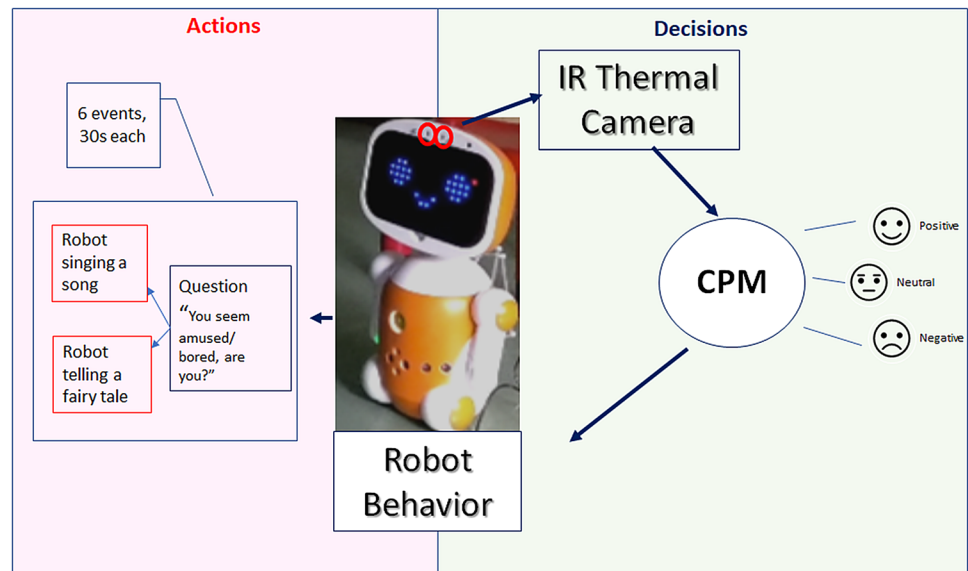 Actions
Decisions
6 events,
30s each
IR Thermal
Camera
Robot
singing a
song
Question
“You seem
amused/
bored, are
you?”
Robot
telling a
fairy tale
CPM
Positive
Neutral
Negative
Robot
Behavior